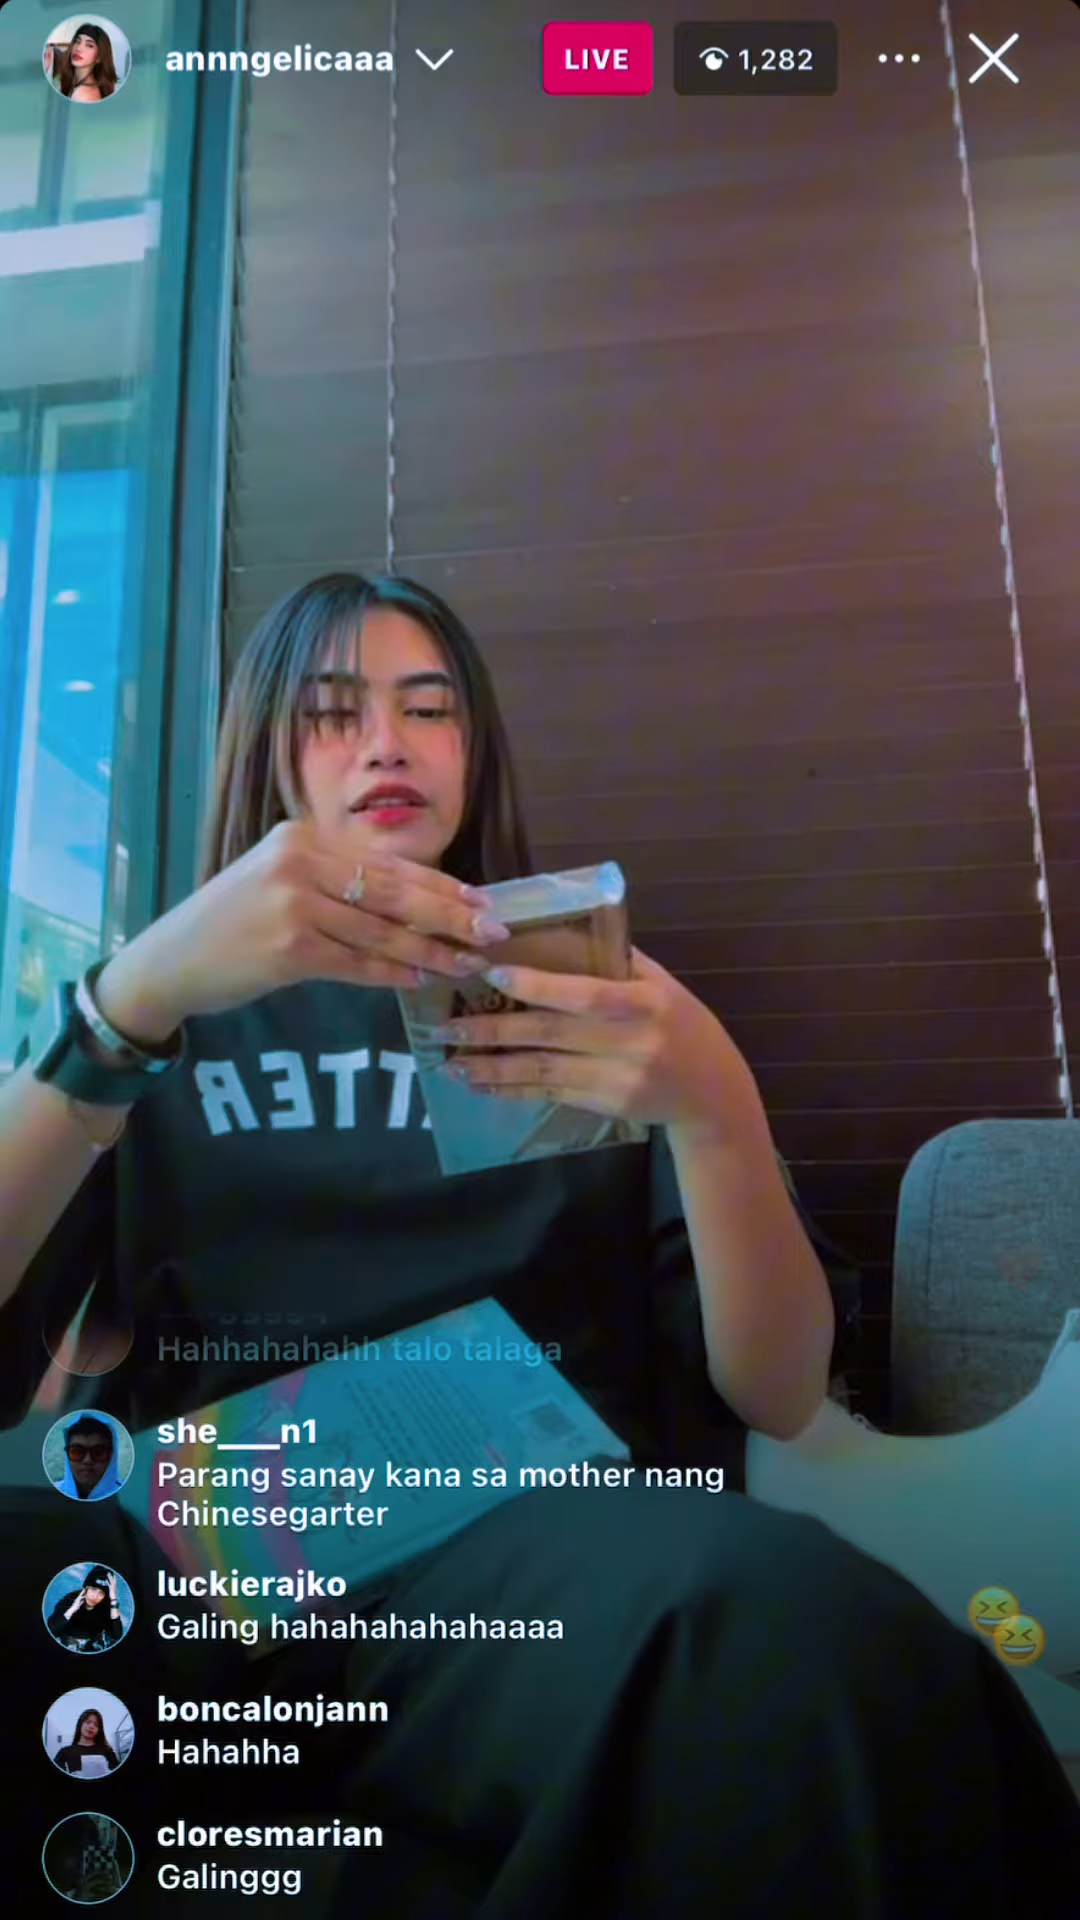 annngelicaaa
LIVE
1,282
TTER
Hahhahahahh talo talaga
she___n1
Parang sanay kana sa mother nang
Chinesegarter
luckierajko
Galing hahahahahahaaaa
boncalonjann
Hahahha
cloresmarian
Galinggg